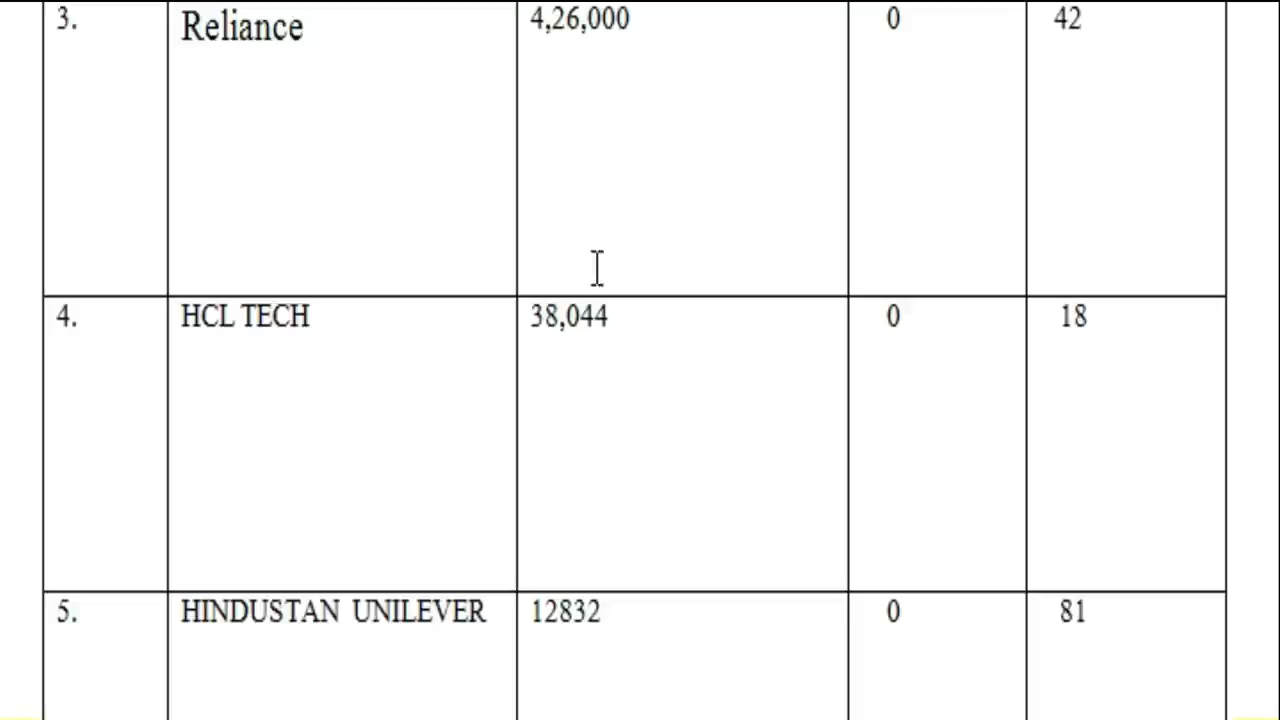 3. Reliance 4,26,000 0 42
4. HCL TECH 38,044 0 18
5. HINDUSTAN UNILEVER 12832 0 81